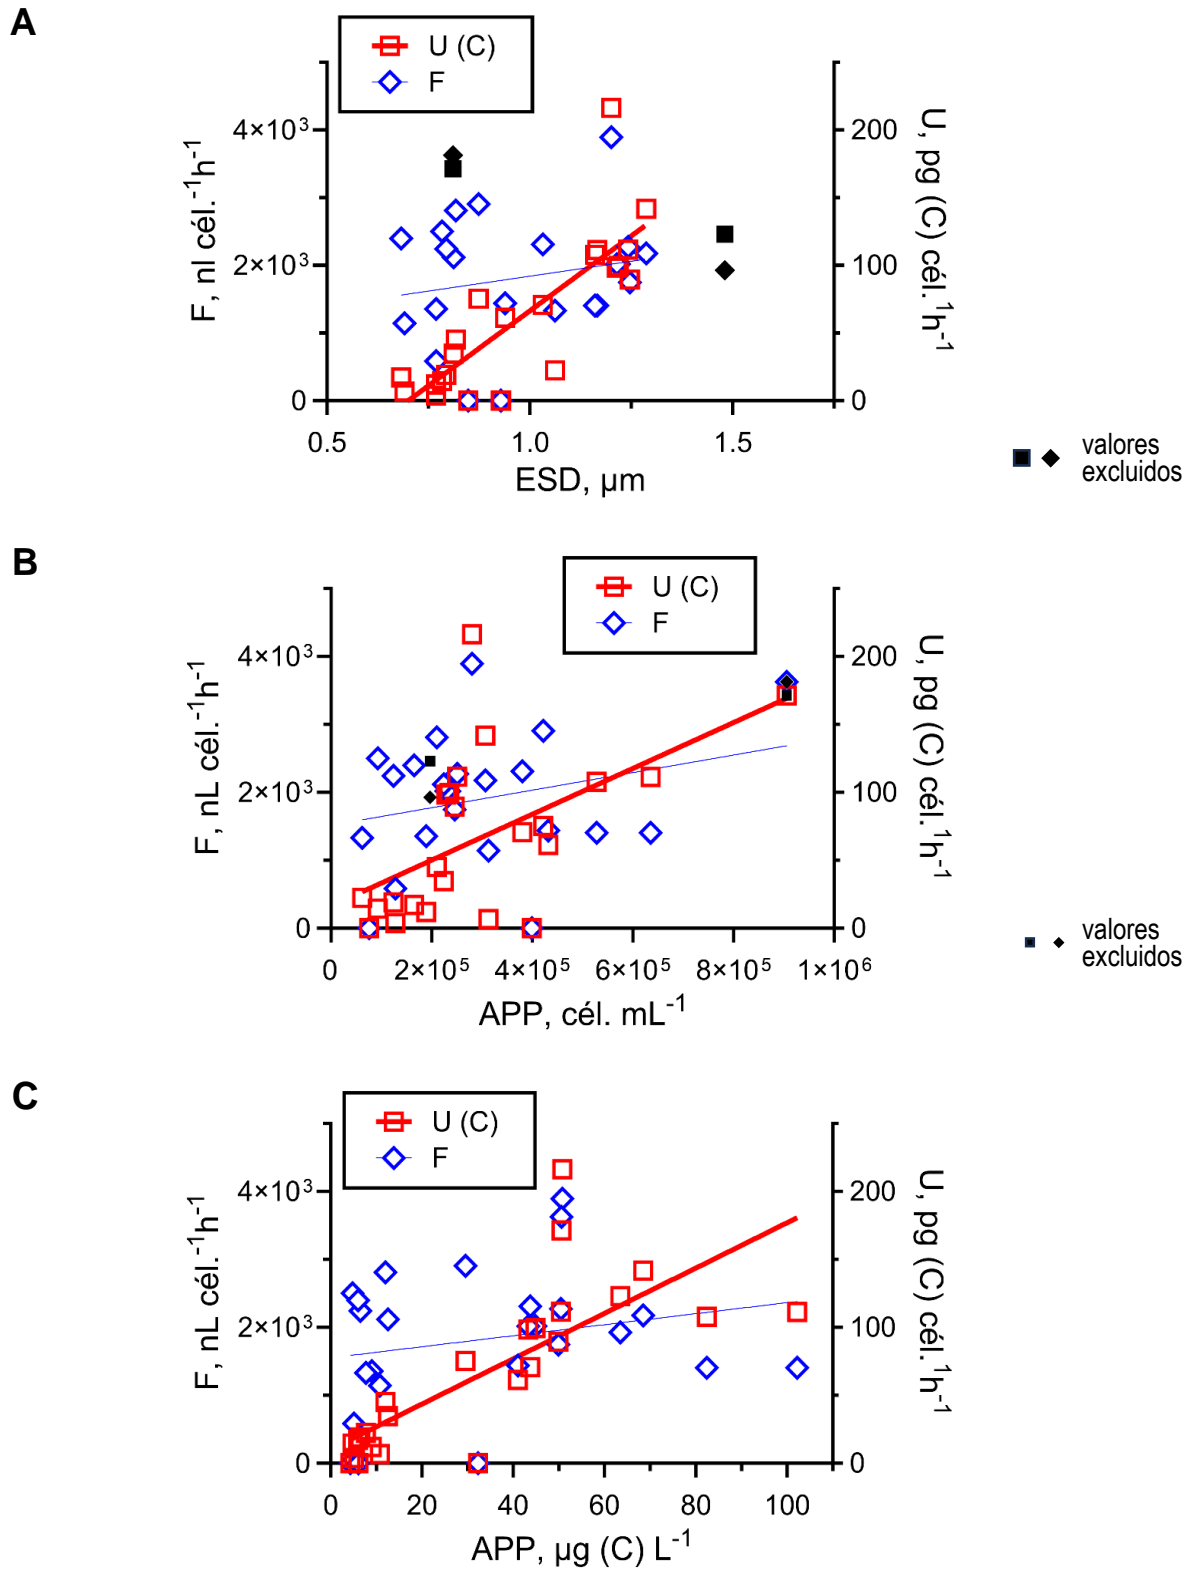 A
U (C)
F
F, nl cél.⁻¹h⁻¹
4×10³
2×10³
0
U, pg (C) cél.¹h⁻¹
200
100
0
0.5 1.0 1.5
ESD, µm
valores
excluidos
B
U (C)
F
F, nL cél.⁻¹h⁻¹
4×10³
2×10³
0
U, pg (C) cél.¹h⁻¹
200
100
0
0 2×10⁵ 4×10⁵ 6×10⁵ 8×10⁵ 1×10⁶
APP, cél. mL⁻¹
valores
excluidos
C
U (C)
F
F, nL cél.⁻¹h⁻¹
4×10³
2×10³
0
U, pg (C) cél.¹h⁻¹
200
100
0
0 20 40 60 80 100
APP, µg (C) L⁻¹